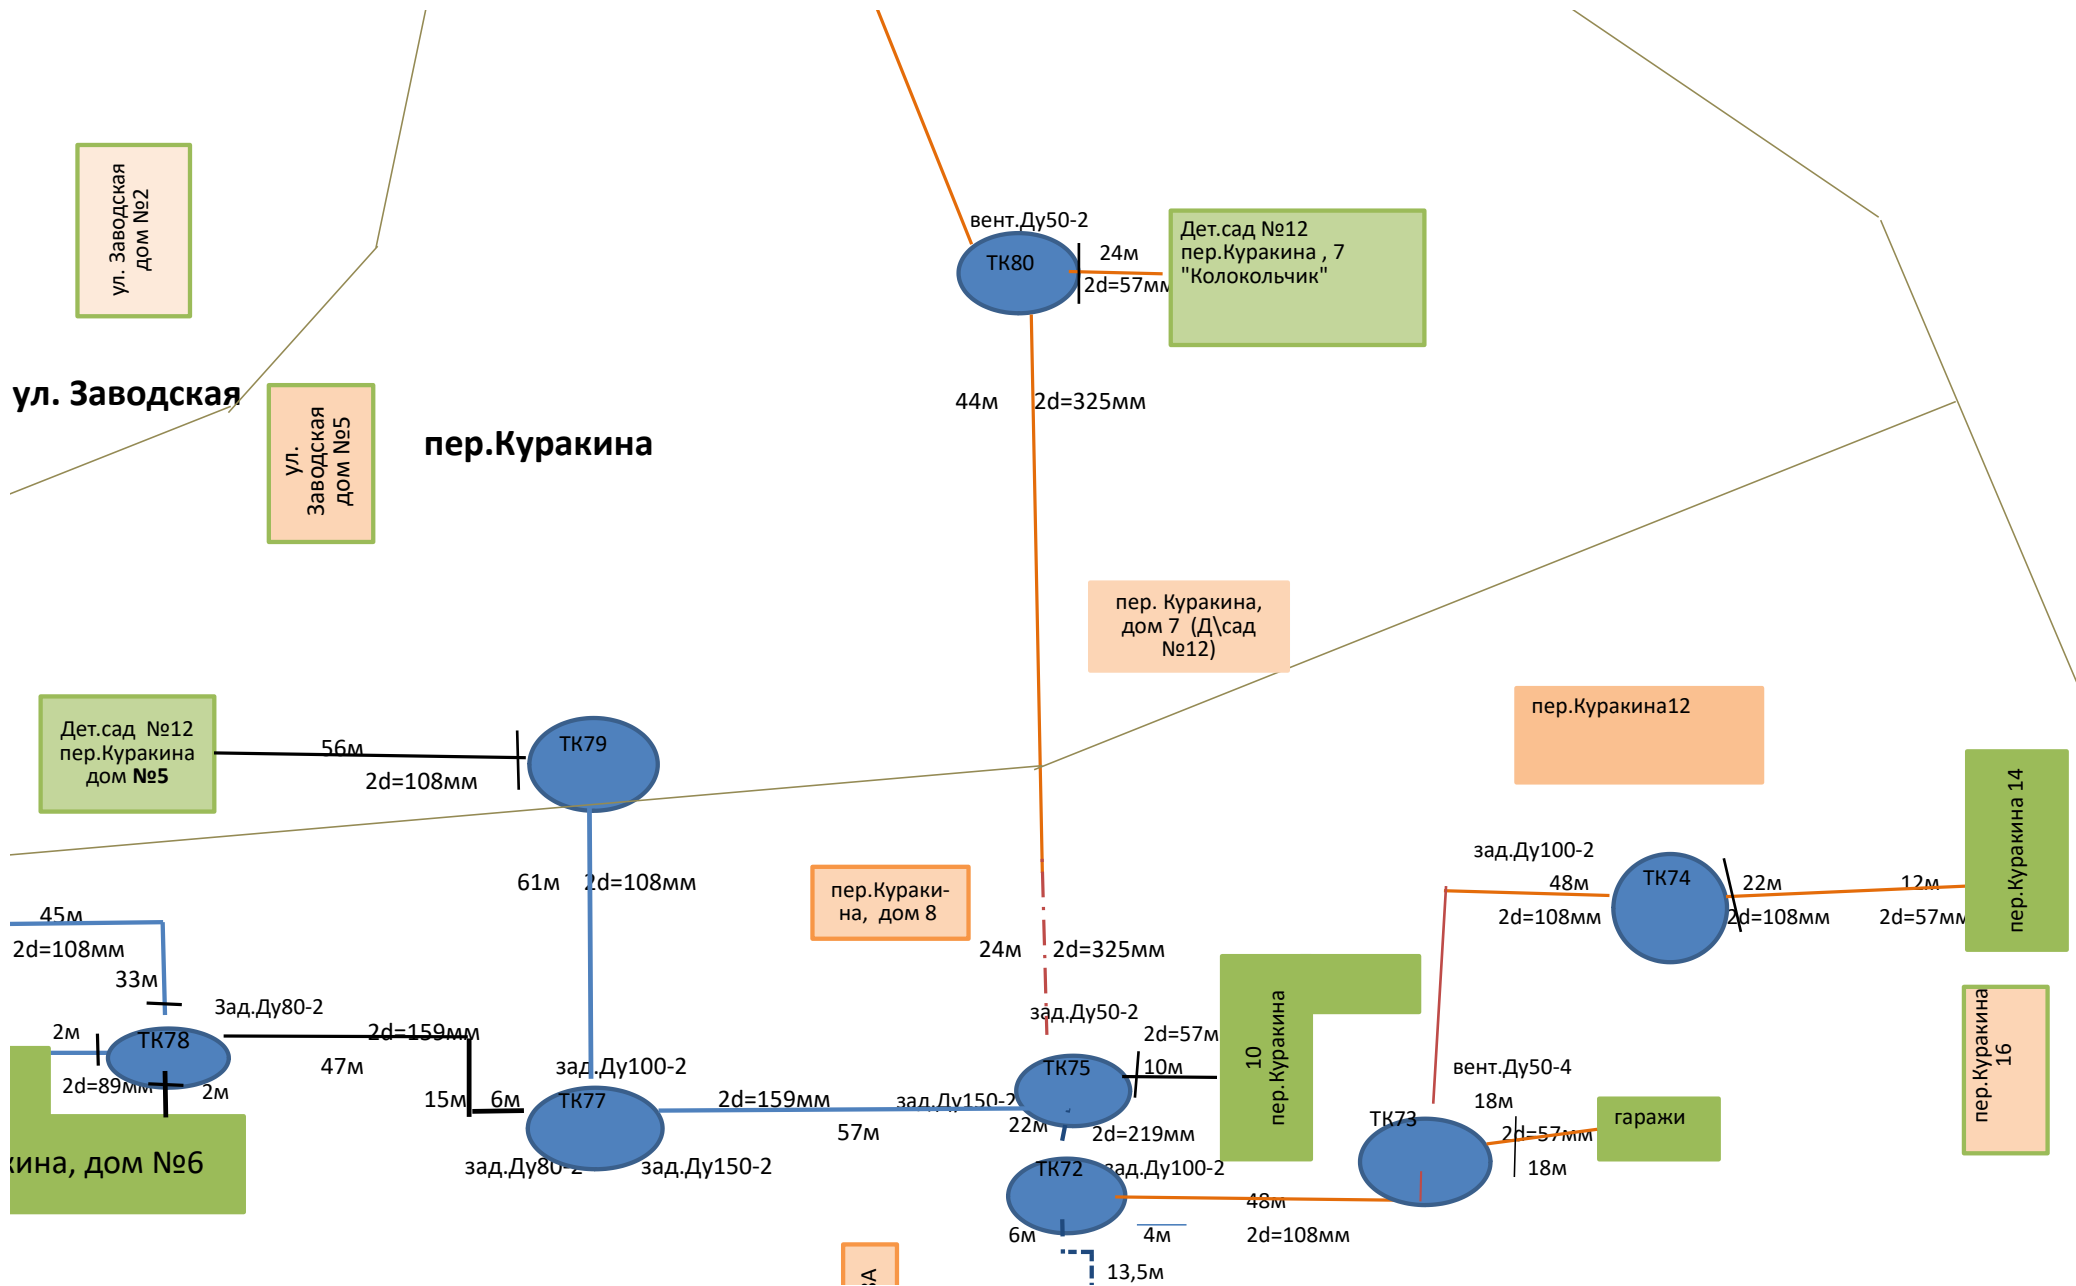 ул. Заводская
дом №2
вент.Ду50-2
ТК80
24м
2d=57мм
Дет.сад №12
пер.Куракина , 7
"Колокольчик"
ул. Заводская
ул.
Заводская
дом №5
пер.Куракина
44м
2d=325мм
пер. Куракина,
дом 7 (Д\сад
№12)
пер.Куракина12
Дет.сад №12
пер.Куракина
дом №5
56м
2d=108мм
ТК79
61м
2d=108мм
пер.Кураки-
на, дом 8
24м
2d=325мм
зад.Ду100-2
48м
2d=108мм
ТК74
22м
2d=108мм
12м
2d=57мм
пер.Куракина 14
45м
2d=108мм
33м
Зад.Ду80-2
2м
ТК78
2d=89мм
2м
2d=159мм
47м
15м
6м
зад.Ду100-2
ТК77
зад.Ду80-2
зад.Ду150-2
2d=159мм
57м
зад.Ду150-2
зад.Ду50-2
ТК75
2d=57м
10м
22м
2d=219мм
10
пер.Куракина
вент.Ду50-4
18м
ТК73
2d=57мм
18м
гаражи
пер.Куракина
16
кина, дом №6
ТК72
зад.Ду100-2
48м
2d=108мм
6м
4м
13,5м